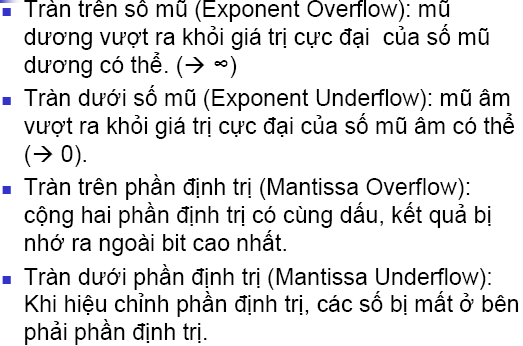 ▪ Tràn trên số mũ (Exponent Overflow): mũ
dương vượt ra khỏi giá trị cực đại của số mũ
dương có thể. (→ ∞)
▪ Tràn dưới số mũ (Exponent Underflow): mũ âm
vượt ra khỏi giá trị cực đại của số mũ âm có thể
(→ 0).
▪ Tràn trên phần định trị (Mantissa Overflow):
cộng hai phần định trị có cùng dấu, kết quả bị
nhớ ra ngoài bit cao nhất.
▪ Tràn dưới phần định trị (Mantissa Underflow):
Khi hiệu chỉnh phần định trị, các số bị mất ở bên
phải phần định trị.